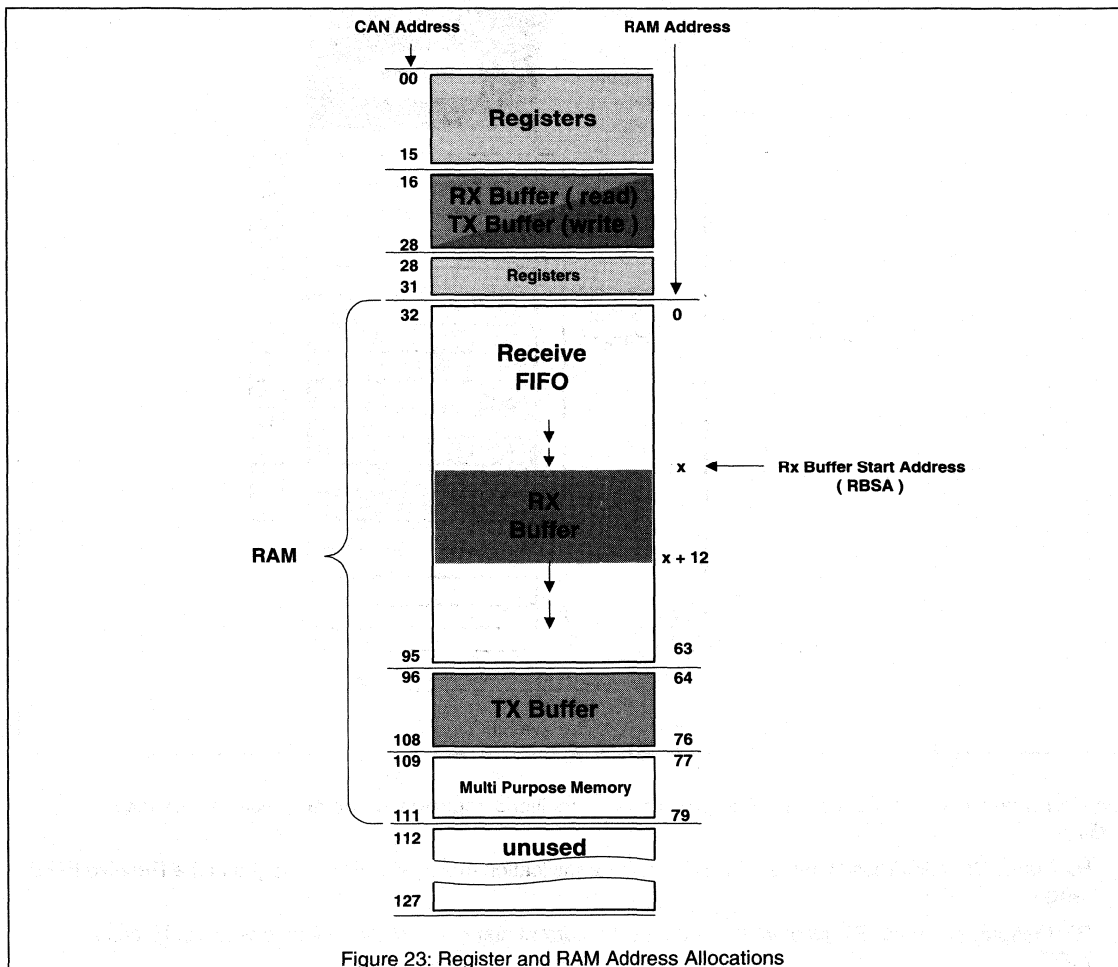 CAN Address RAM Address
00
Registers
15
16
RX Buffer ( read)
TX Buffer (write )
28
28
Registers
31
32 0
Receive
FIFO
x Rx Buffer Start Address
( RBSA )
RX
Buffer
RAM
x + 12
95 63
96 64
TX Buffer
108 76
109 77
Multi Purpose Memory
111 79
112
unused
127
Figure 23: Register and RAM Address Allocations